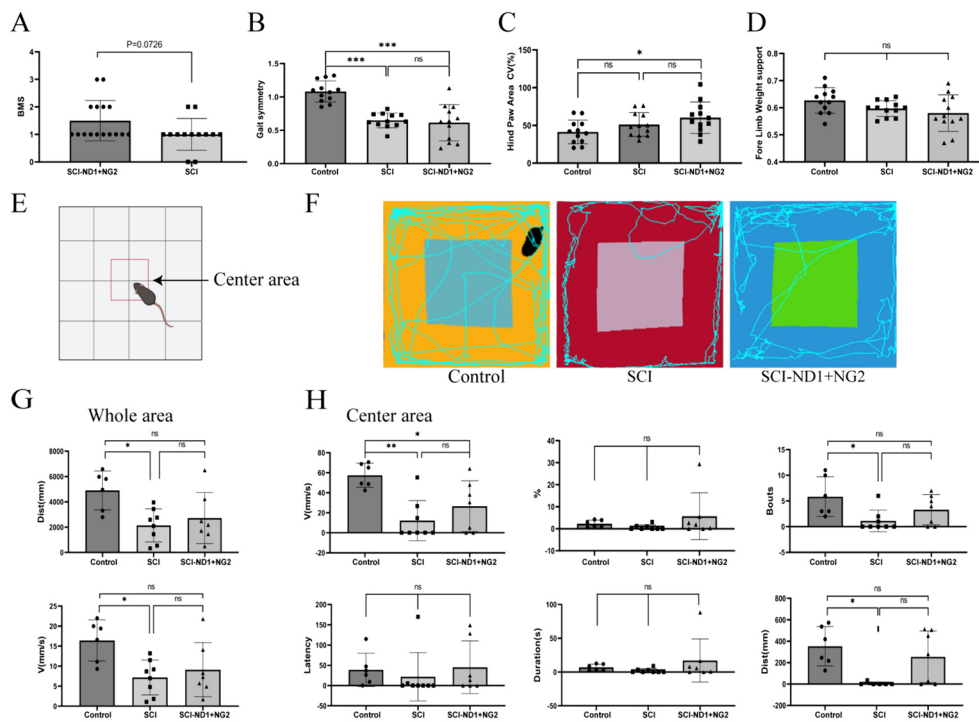 A
P=0.0726
BMS
4
3
2
1
0
SCI-ND1+NG2
SCI
B
***
***
ns
Gait symmetry
1.5
1.0
0.5
0.0
Control
SCI
SCI-ND1+NG2
C
*
ns
ns
Hind Paw Area CV(%)
150
100
50
0
Control
SCI
SCI-ND1+NG2
D
ns
Fore Limb Weight support
0.9
0.8
0.7
0.6
0.5
0.4
Control
SCI
SCI-ND1+NG2
E
Center area
F
Control
SCI
SCI-ND1+NG2
G
Whole area
ns
*
ns
Dist(mm)
8000
6000
4000
2000
0
Control
SCI
SCI-ND1+NG2
ns
*
ns
V(mm/s)
25
20
15
10
5
0
Control
SCI
SCI-ND1+NG2
H
Center area
*
**
ns
V(mm/s)
100
80
60
40
20
0
-20
Control
SCI
SCI-ND1+NG2
ns
%
40
30
20
10
0
-10
Control
SCI
SCI-ND1+NG2
ns
*
ns
Bouts
15
10
5
0
-5
Control
SCI
SCI-ND1+NG2
ns
Latency
200
150
100
50
0
-50
Control
SCI
SCI-ND1+NG2
ns
Duration(s)
100
50
0
-50
Control
SCI
SCI-ND1+NG2
ns
*
ns
Dist(mm)
800
600
400
200
0
-200
Control
SCI
SCI-ND1+NG2